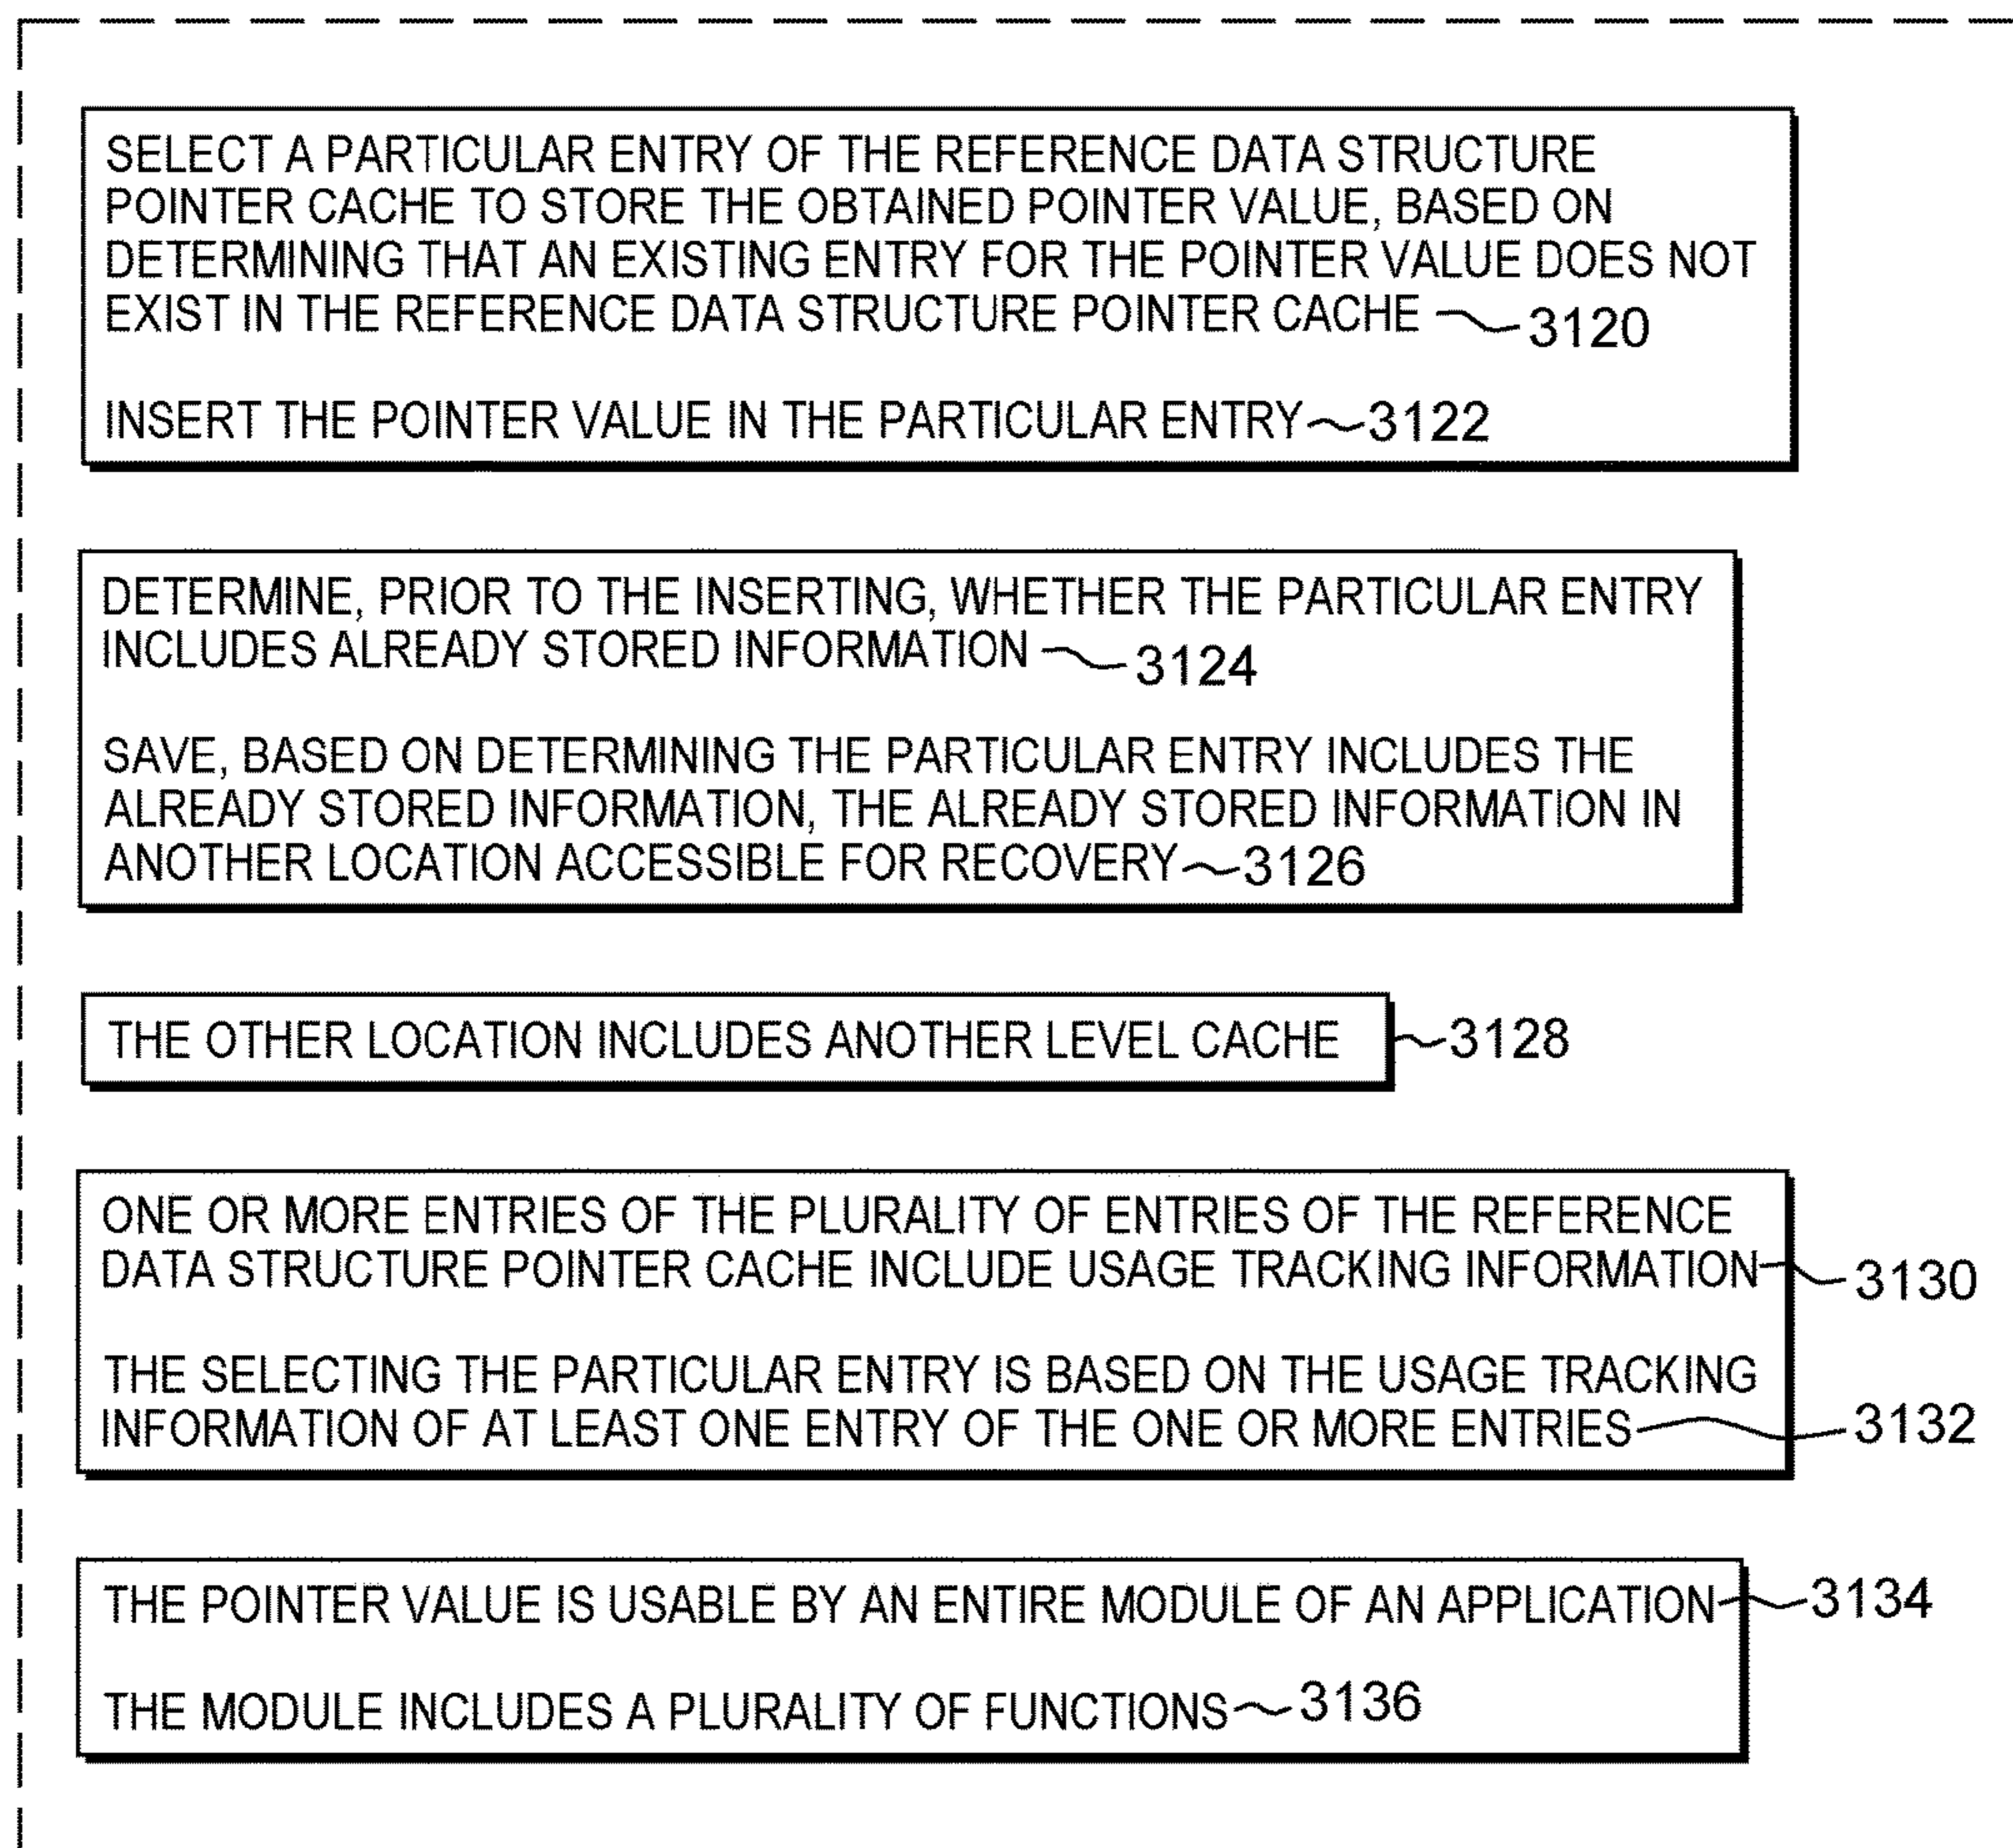 SELECT A PARTICULAR ENTRY OF THE REFERENCE DATA STRUCTURE
POINTER CACHE TO STORE THE OBTAINED POINTER VALUE, BASED ON
DETERMINING THAT AN EXISTING ENTRY FOR THE POINTER VALUE DOES NOT
EXIST IN THE REFERENCE DATA STRUCTURE POINTER CACHE 3120
INSERT THE POINTER VALUE IN THE PARTICULAR ENTRY 3122
DETERMINE, PRIOR TO THE INSERTING, WHETHER THE PARTICULAR ENTRY
INCLUDES ALREADY STORED INFORMATION 3124
SAVE, BASED ON DETERMINING THE PARTICULAR ENTRY INCLUDES THE
ALREADY STORED INFORMATION, THE ALREADY STORED INFORMATION IN
ANOTHER LOCATION ACCESSIBLE FOR RECOVERY 3126
THE OTHER LOCATION INCLUDES ANOTHER LEVEL CACHE 3128
ONE OR MORE ENTRIES OF THE PLURALITY OF ENTRIES OF THE REFERENCE
DATA STRUCTURE POINTER CACHE INCLUDE USAGE TRACKING INFORMATION 3130
THE SELECTING THE PARTICULAR ENTRY IS BASED ON THE USAGE TRACKING
INFORMATION OF AT LEAST ONE ENTRY OF THE ONE OR MORE ENTRIES 3132
THE POINTER VALUE IS USABLE BY AN ENTIRE MODULE OF AN APPLICATION 3134
THE MODULE INCLUDES A PLURALITY OF FUNCTIONS 3136